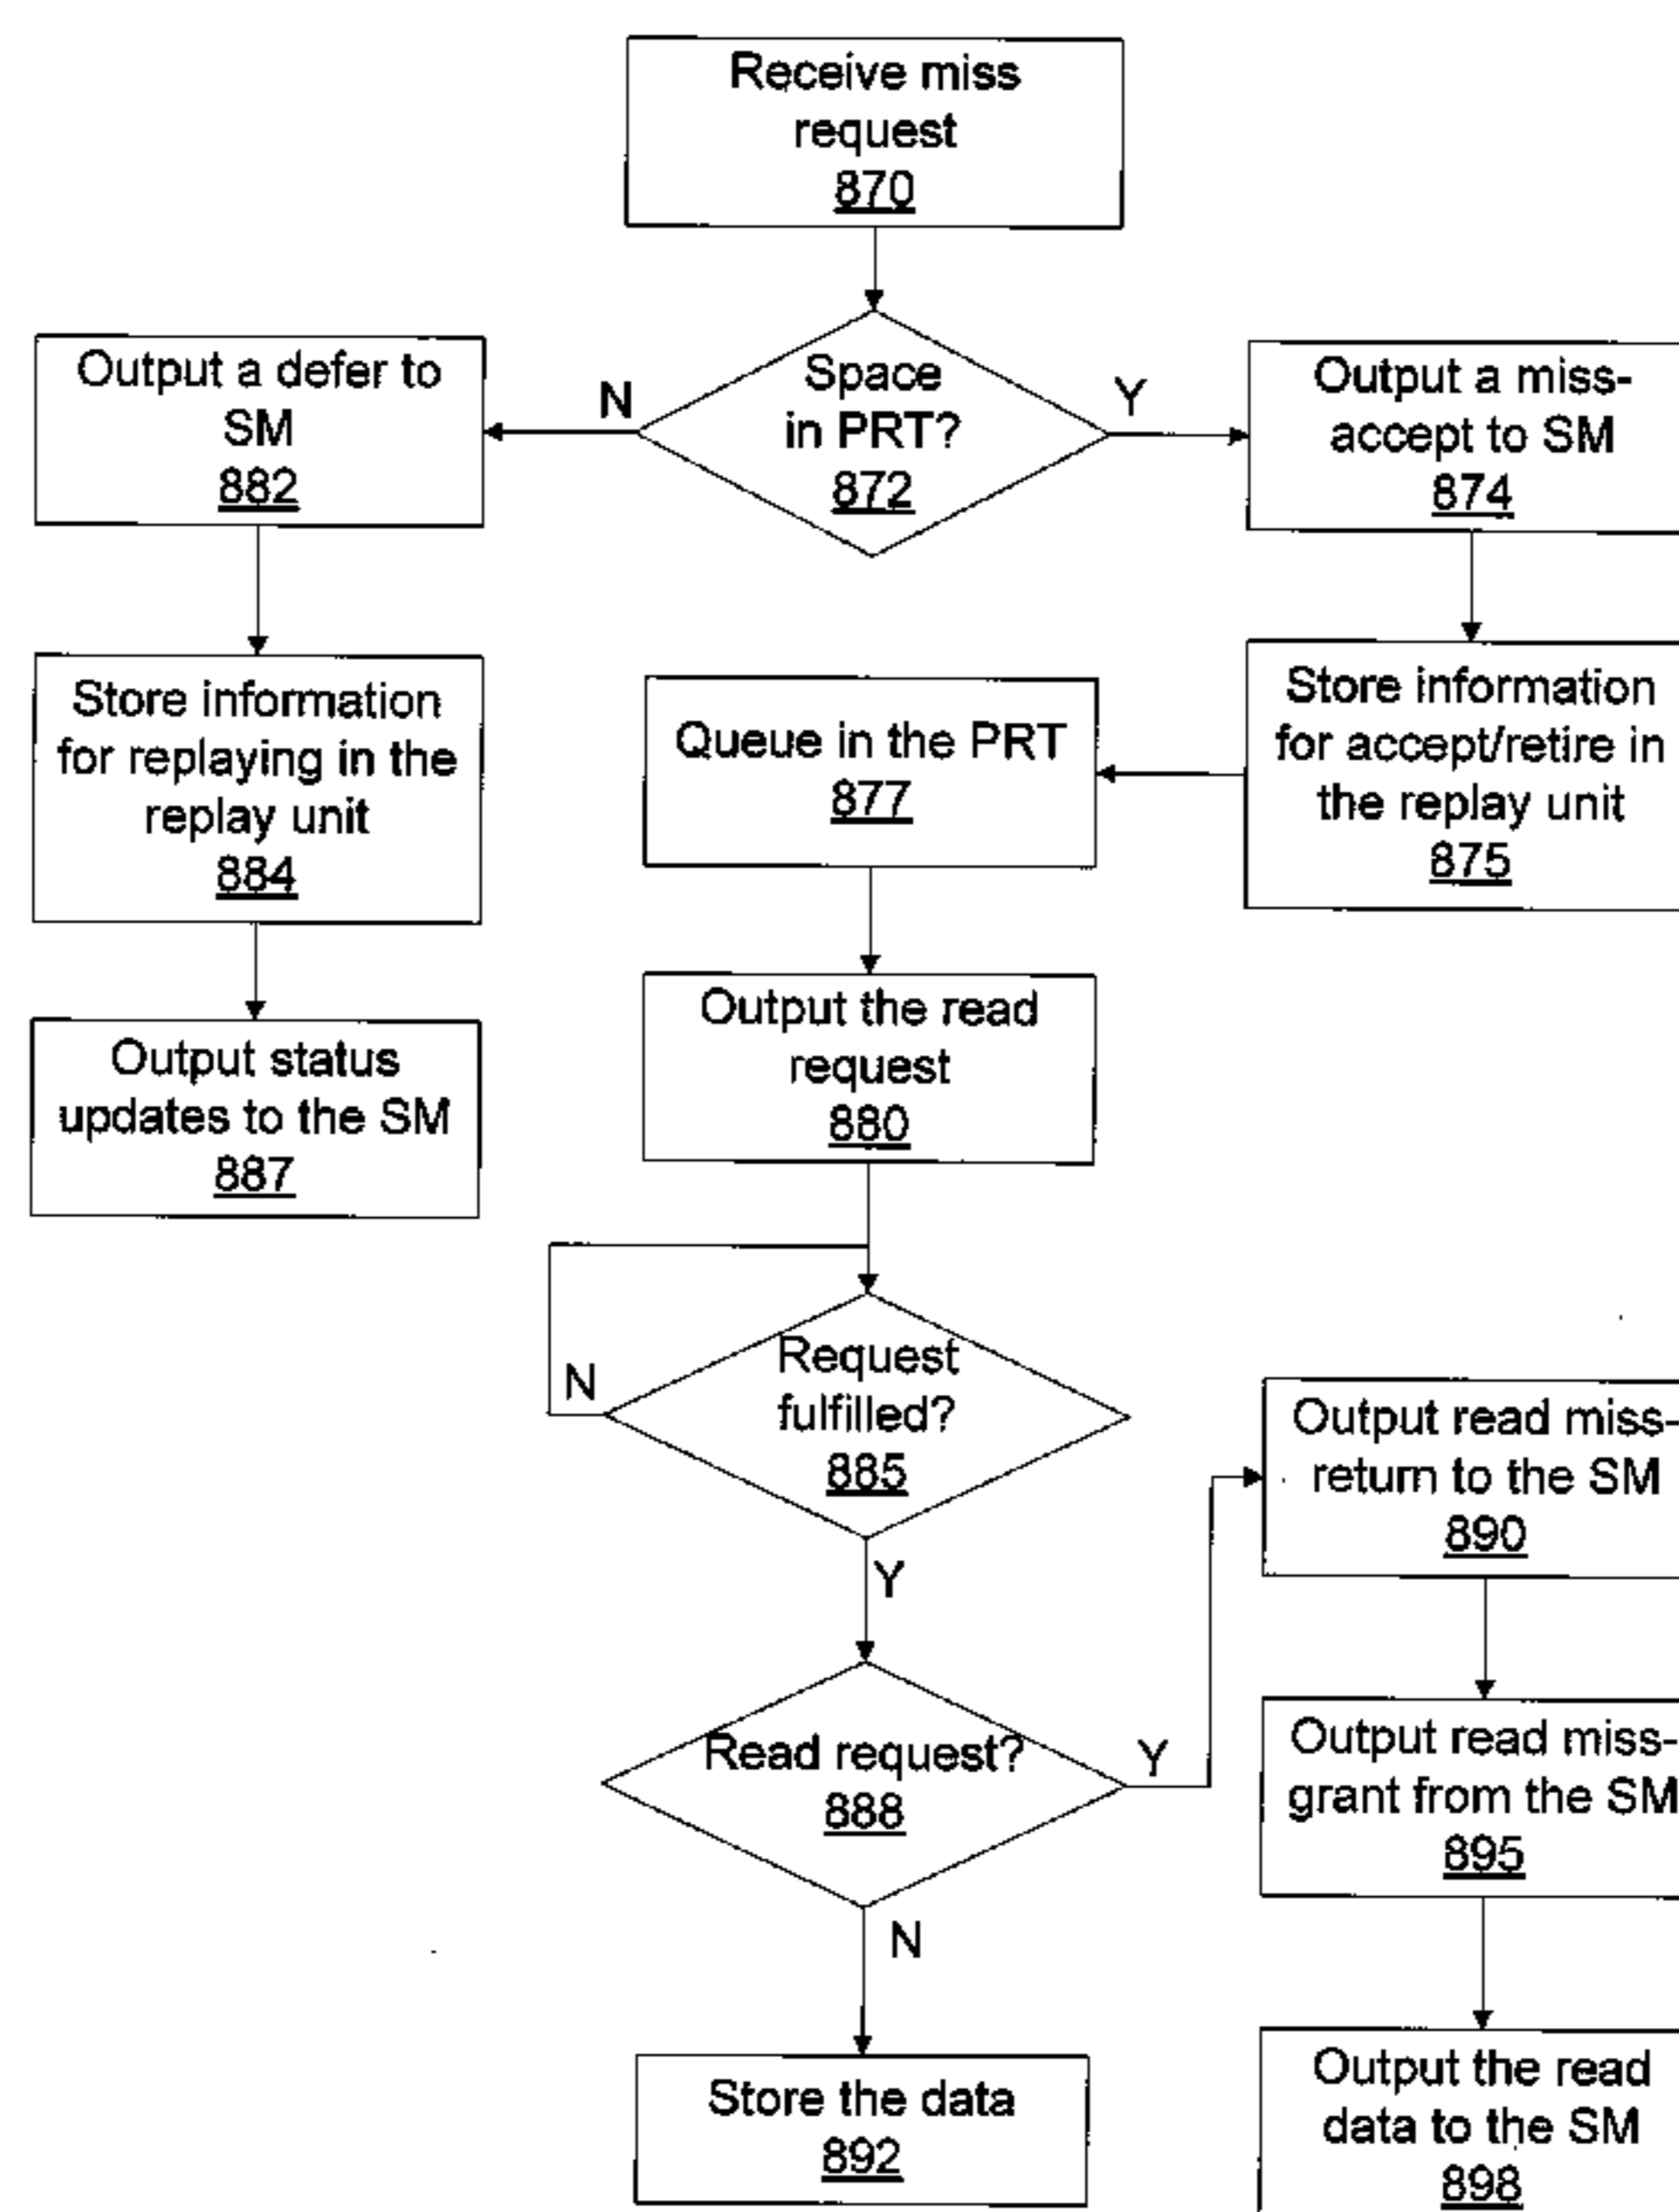 Receive miss
request
870
Space
in PRT?
872
N
Y
Output a defer to
SM
882
Output a miss-
accept to SM
874
Store information
for replaying in the
replay unit
884
Queue in the PRT
877
Store information
for accept/retire in
the replay unit
875
Output status
updates to the SM
887
Output the read
request
880
Request
fulfilled?
885
N
Y
Read request?
888
Y
N
Output read miss-
return to the SM
890
Output read miss-
grant from the SM
895
Store the data
892
Output the read
data to the SM
898